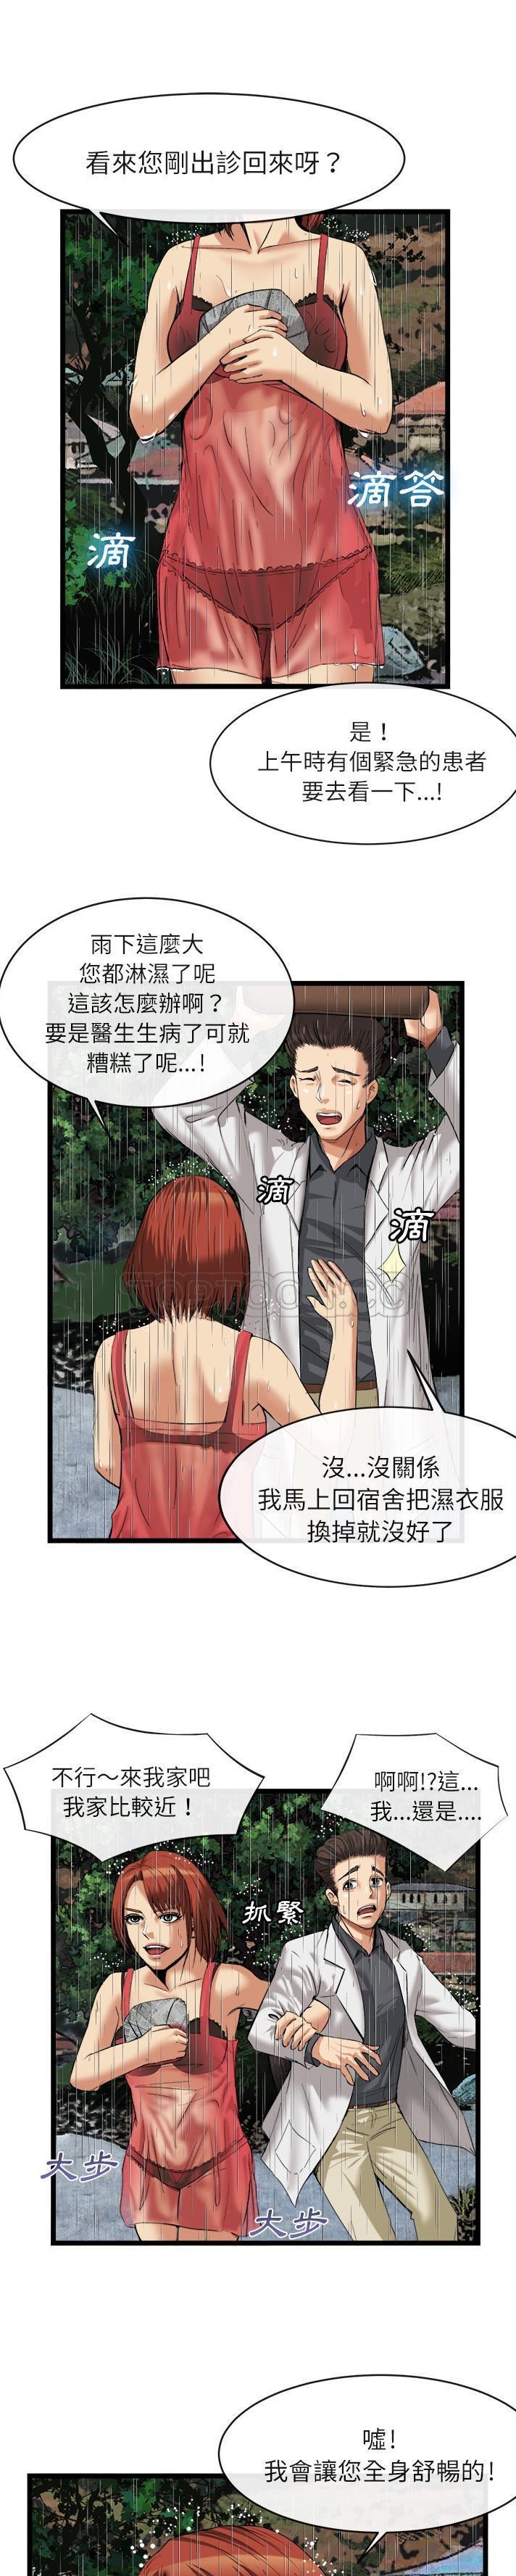 看來您剛出診回來呀？
滴答
滴
是！
上午時有個緊急的患者
要去看一下...!
雨下這麼大
您都淋濕了呢
這該怎麼辦啊？
要是醫生生病了可就
糟糕了呢...!
滴
滴
TOPTOON.CO
沒...沒關係
我馬上回宿舍把濕衣服
換掉就沒好了
不行～來我家吧
我家比較近！
啊啊!?這...
我...還是....
抓緊
大步
大步
噓!
我會讓您全身舒暢的!